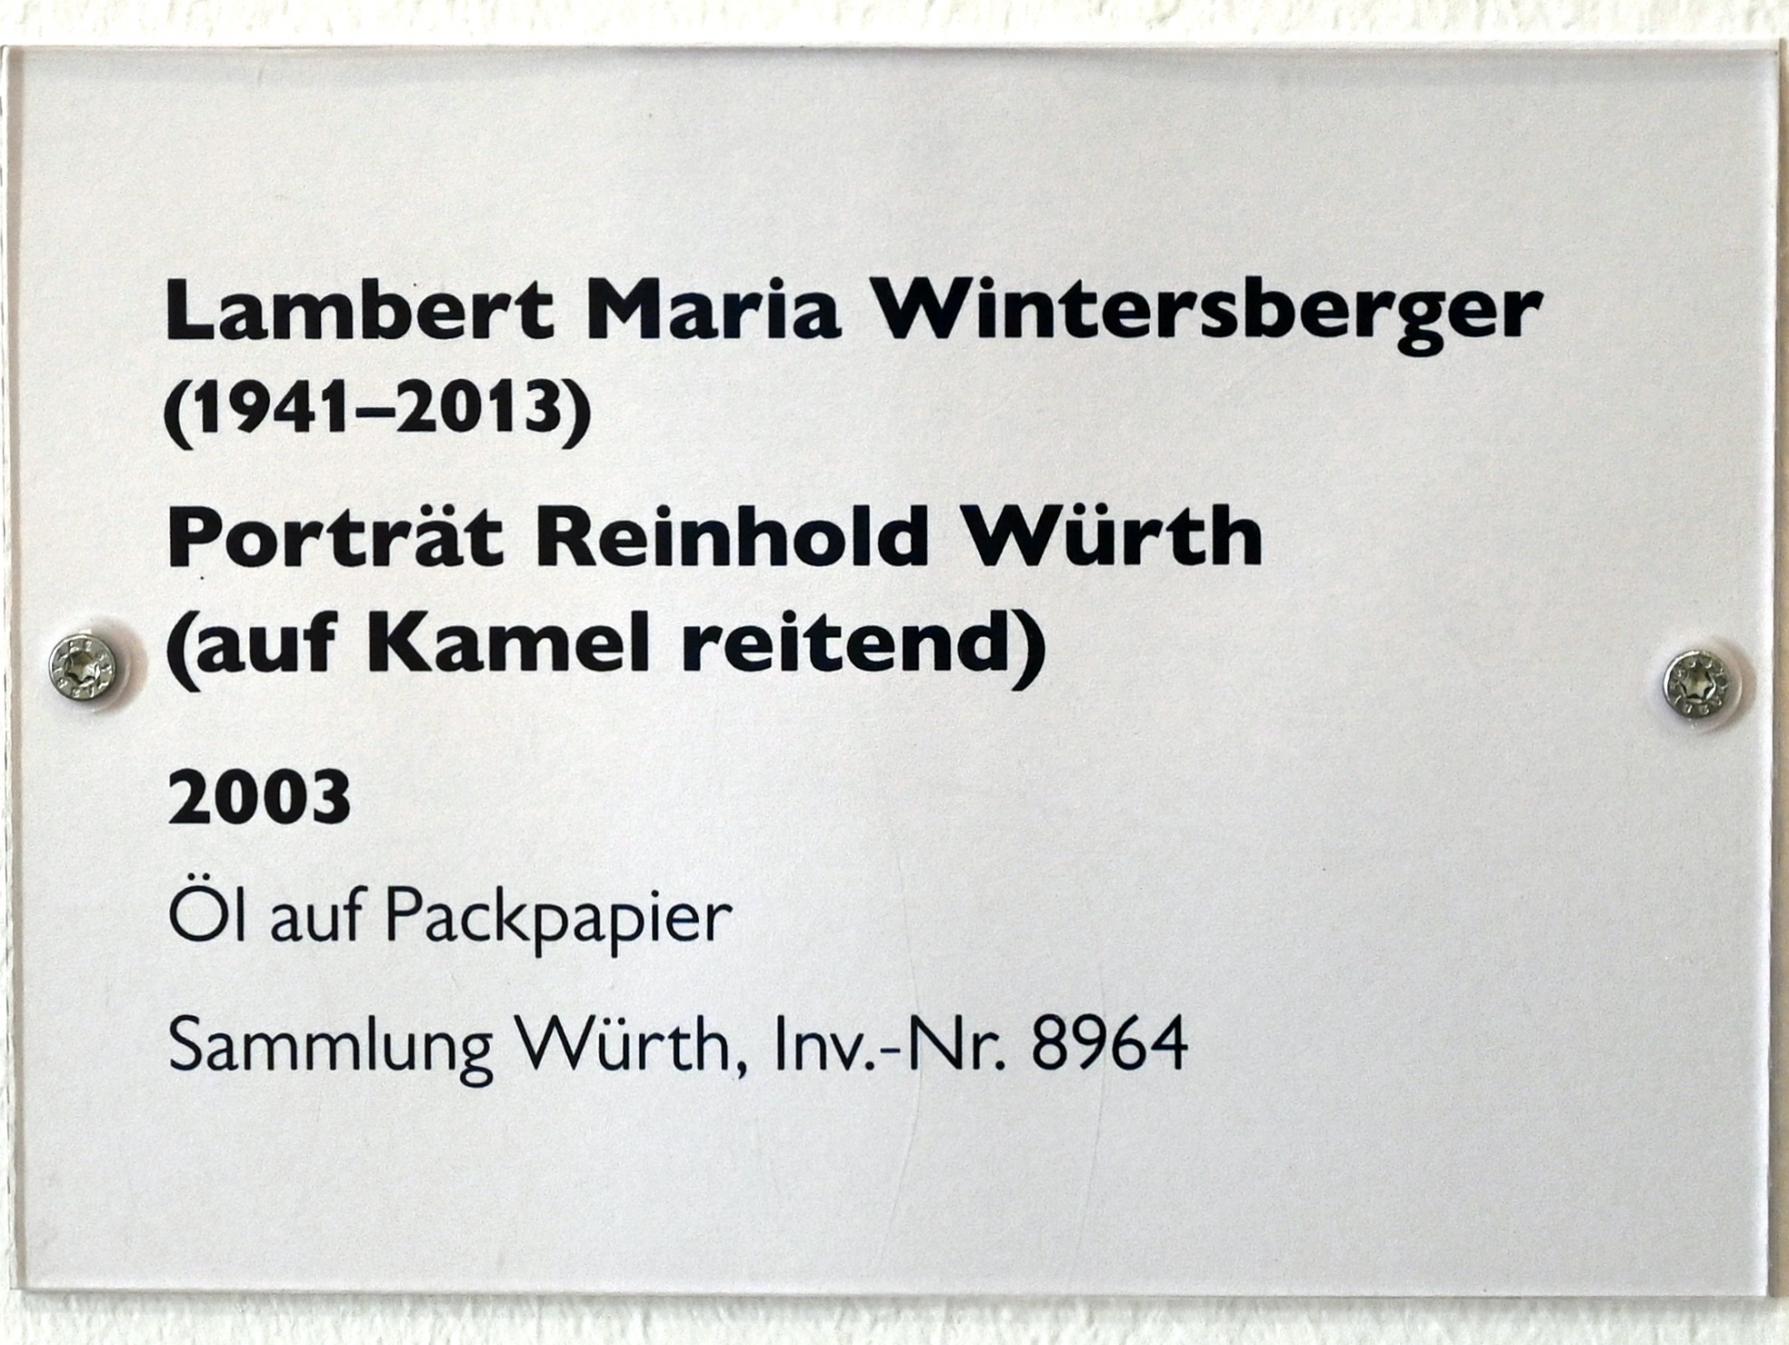 Lambert Maria Wintersberger
(1941–2013)
Porträt Reinhold Würth
(auf Kamel reitend)
2003
Öl auf Packpapier
Sammlung Würth, Inv.-Nr. 8964